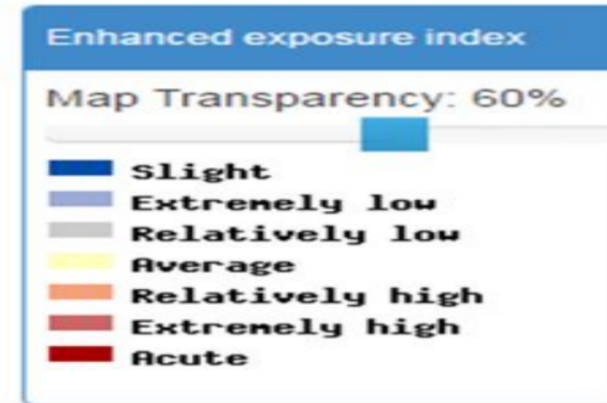 Enhanced exposure index
Map Transparency: 60%
Slight
Extremely low
Relatively low
Average
Relatively high
Extremely high
Acute